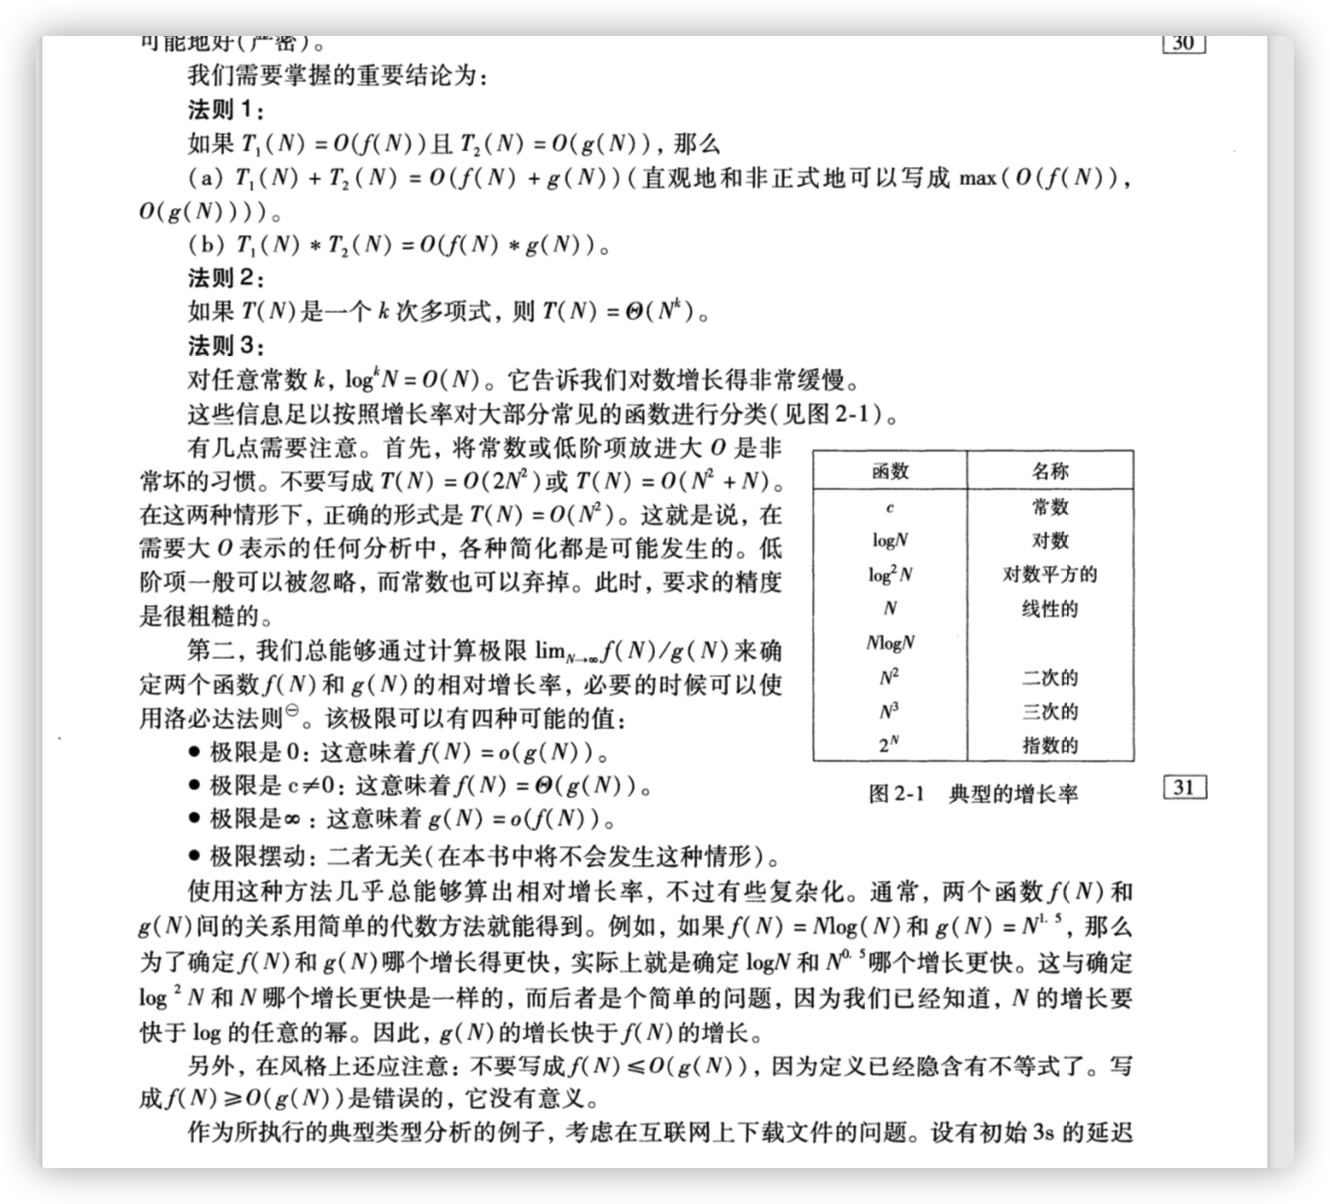 可能地好(严密)。
30
我们需要掌握的重要结论为:
法则 1:
如果 T₁(N) = O(f(N))且 T₂(N) = O(g(N)), 那么
(a) T₁(N) + T₂(N) = O(f(N) + g(N))(直观地和非正式地可以写成 max(O(f(N)),
O(g(N))))。
(b) T₁(N) * T₂(N) = O(f(N) * g(N))。
法则 2:
如果 T(N)是一个 k 次多项式, 则 T(N) = Θ(Nᵏ)。
法则 3:
对任意常数 k, logᵏN = O(N)。它告诉我们对数增长得非常缓慢。
这些信息足以按照增长率对大部分常见的函数进行分类(见图 2-1)。
有几点需要注意。首先, 将常数或低阶项放进大 O 是非
常坏的习惯。不要写成 T(N) = O(2N²)或 T(N) = O(N² + N)。
在这两种情形下, 正确的形式是 T(N) = O(N²)。这就是说, 在
需要大 O 表示的任何分析中, 各种简化都是可能发生的。低
阶项一般可以被忽略, 而常数也可以弃掉。此时, 要求的精度
是很粗糙的。
第二, 我们总能够通过计算极限 lim_{N→∞} f(N)/g(N)来确
定两个函数 f(N)和 g(N)的相对增长率, 必要的时候可以使
用洛必达法则㊀。该极限可以有四种可能的值:
● 极限是 0: 这意味着 f(N) = o(g(N))。
● 极限是 c≠0: 这意味着 f(N) = Θ(g(N))。
● 极限是∞ : 这意味着 g(N) = o(f(N))。
● 极限摆动: 二者无关(在本书中将不会发生这种情形)。
函数 名称
c 常数
logN 对数
log² N 对数平方的
N 线性的
NlogN
N² 二次的
N³ 三次的
2ᴺ 指数的
图 2-1 典型的增长率
31
使用这种方法几乎总能够算出相对增长率, 不过有些复杂化。通常, 两个函数 f(N)和
g(N)间的关系用简单的代数方法就能得到。例如, 如果 f(N) = Nlog(N)和 g(N) = N^{1.5}, 那么
为了确定 f(N)和 g(N)哪个增长得更快, 实际上就是确定 logN 和 N^{0.5}哪个增长更快。这与确定
log ² N 和 N 哪个增长更快是一样的, 而后者是个简单的问题, 因为我们已经知道, N 的增长要
快于 log 的任意的幂。因此, g(N)的增长快于 f(N)的增长。
另外, 在风格上还应注意: 不要写成 f(N)≤O(g(N)), 因为定义已经隐含有不等式了。写
成 f(N)≥O(g(N))是错误的, 它没有意义。
作为所执行的典型类型分析的例子, 考虑在互联网上下载文件的问题。设有初始 3s 的延迟